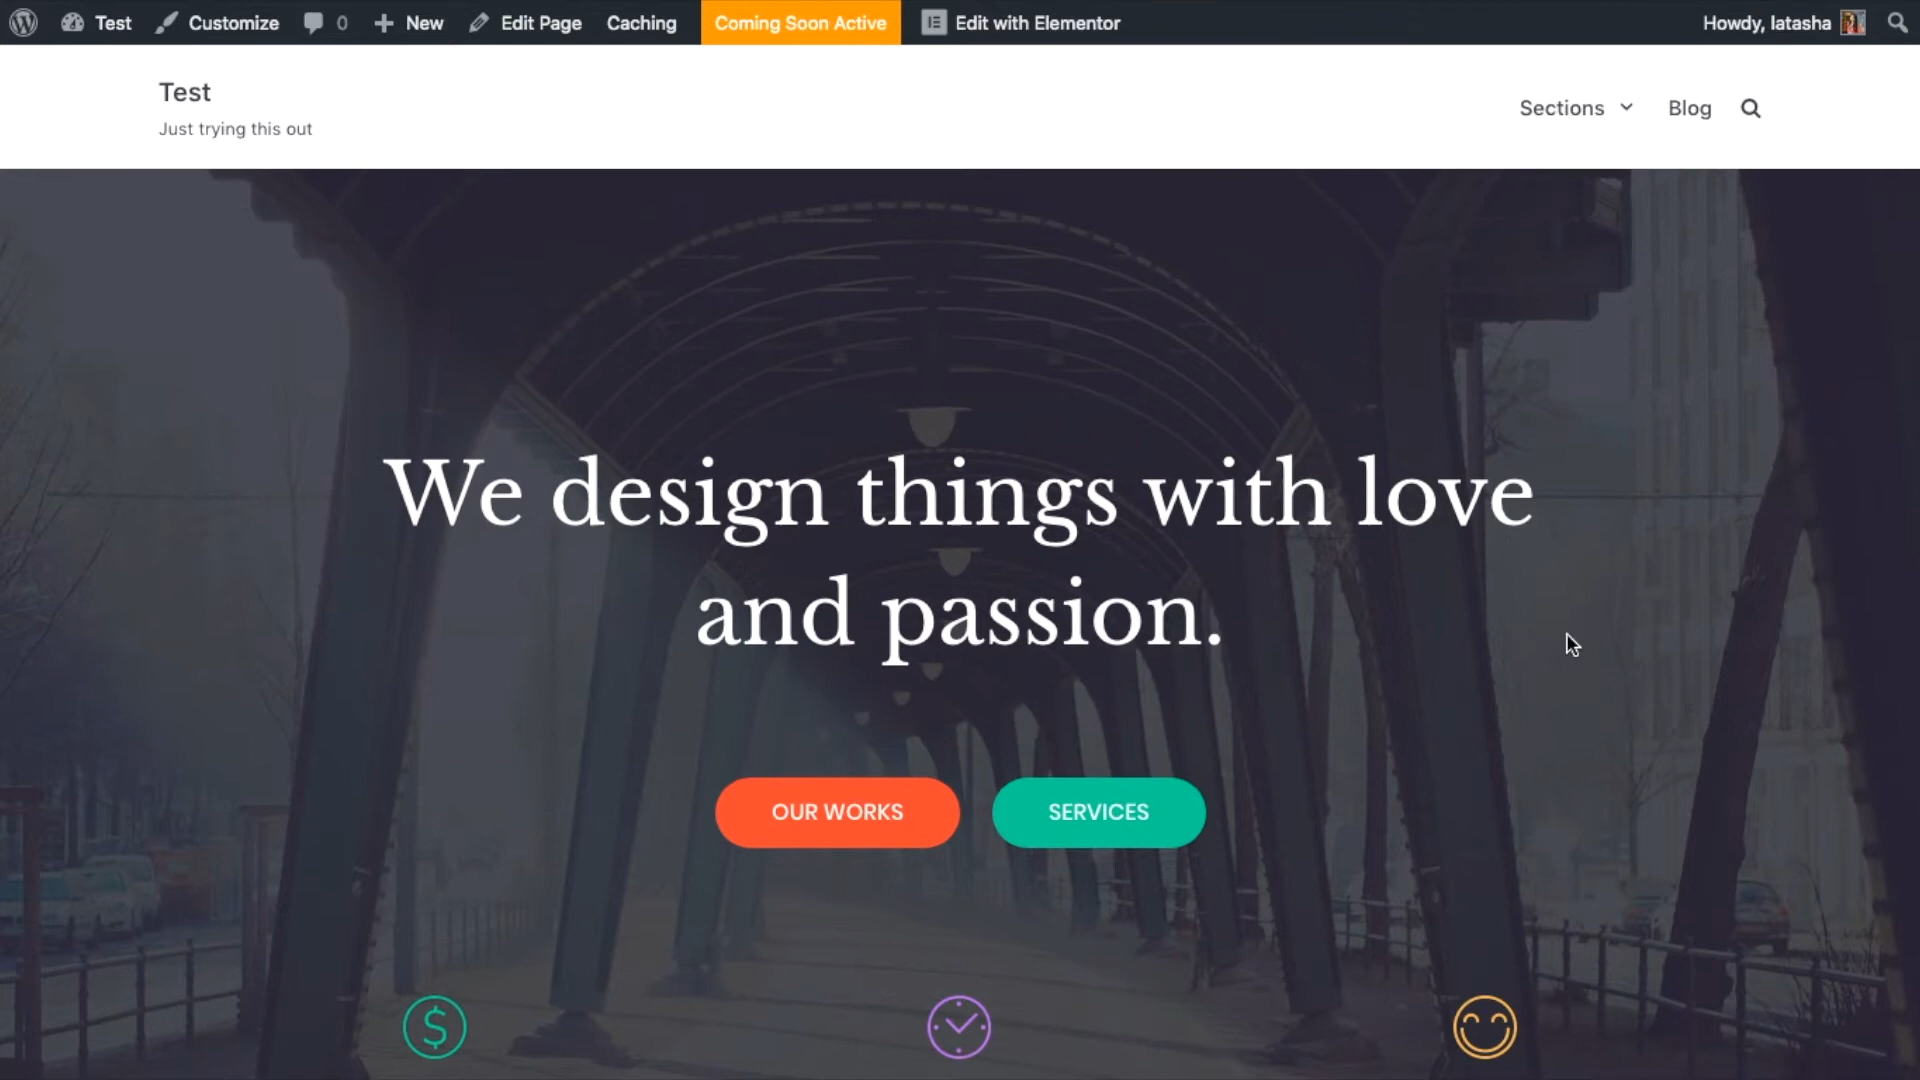 Test Customize 0 New Edit Page Caching Coming Soon Active Edit with Elementor Howdy, latasha
Test
Just trying this out
Sections Blog
We design things with love
and passion.
OUR WORKS SERVICES